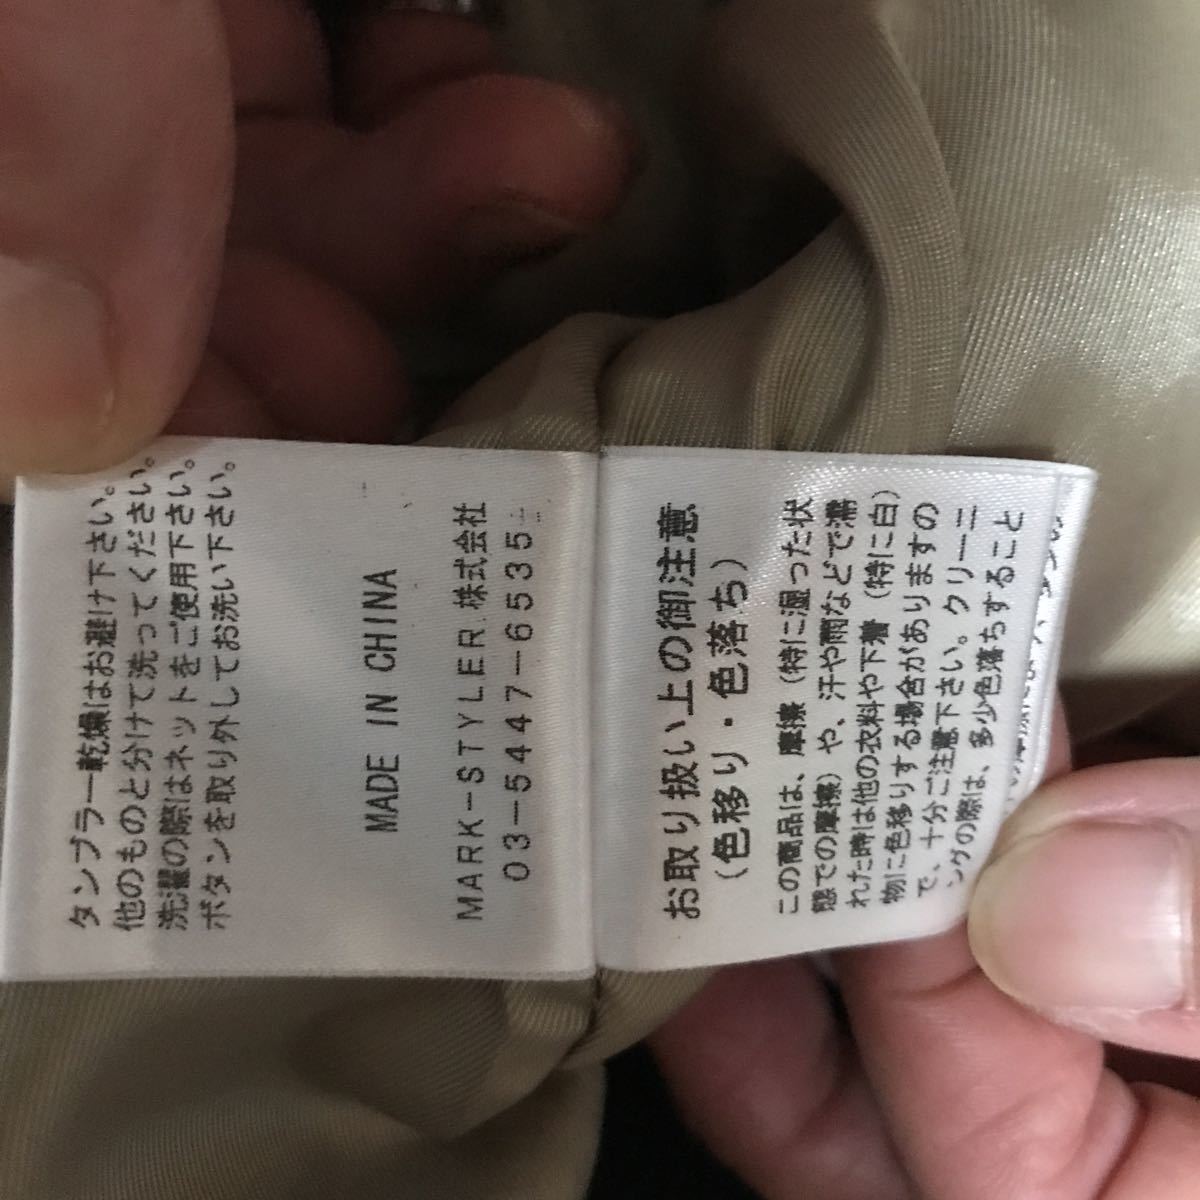 タンブラー乾燥はお避け下さい。
他のものと分けて洗ってください。
洗濯の際はネットをご使用下さい。
ボタンを取り外してお洗い下さい。
MADE IN CHINA
MARK-STYLER 株式会社
03-5447-6535
お取り扱い上の御注意
（色移り・色落ち）
この商品は、摩擦（特に湿った状
態での摩擦）や、汗や雨などで濡
れた時は他の衣料や下着（特に白）
物に色移りする場合がありますの
で、十分ご注意下さい。クリーニ
ングの際は、多少色落ちすること